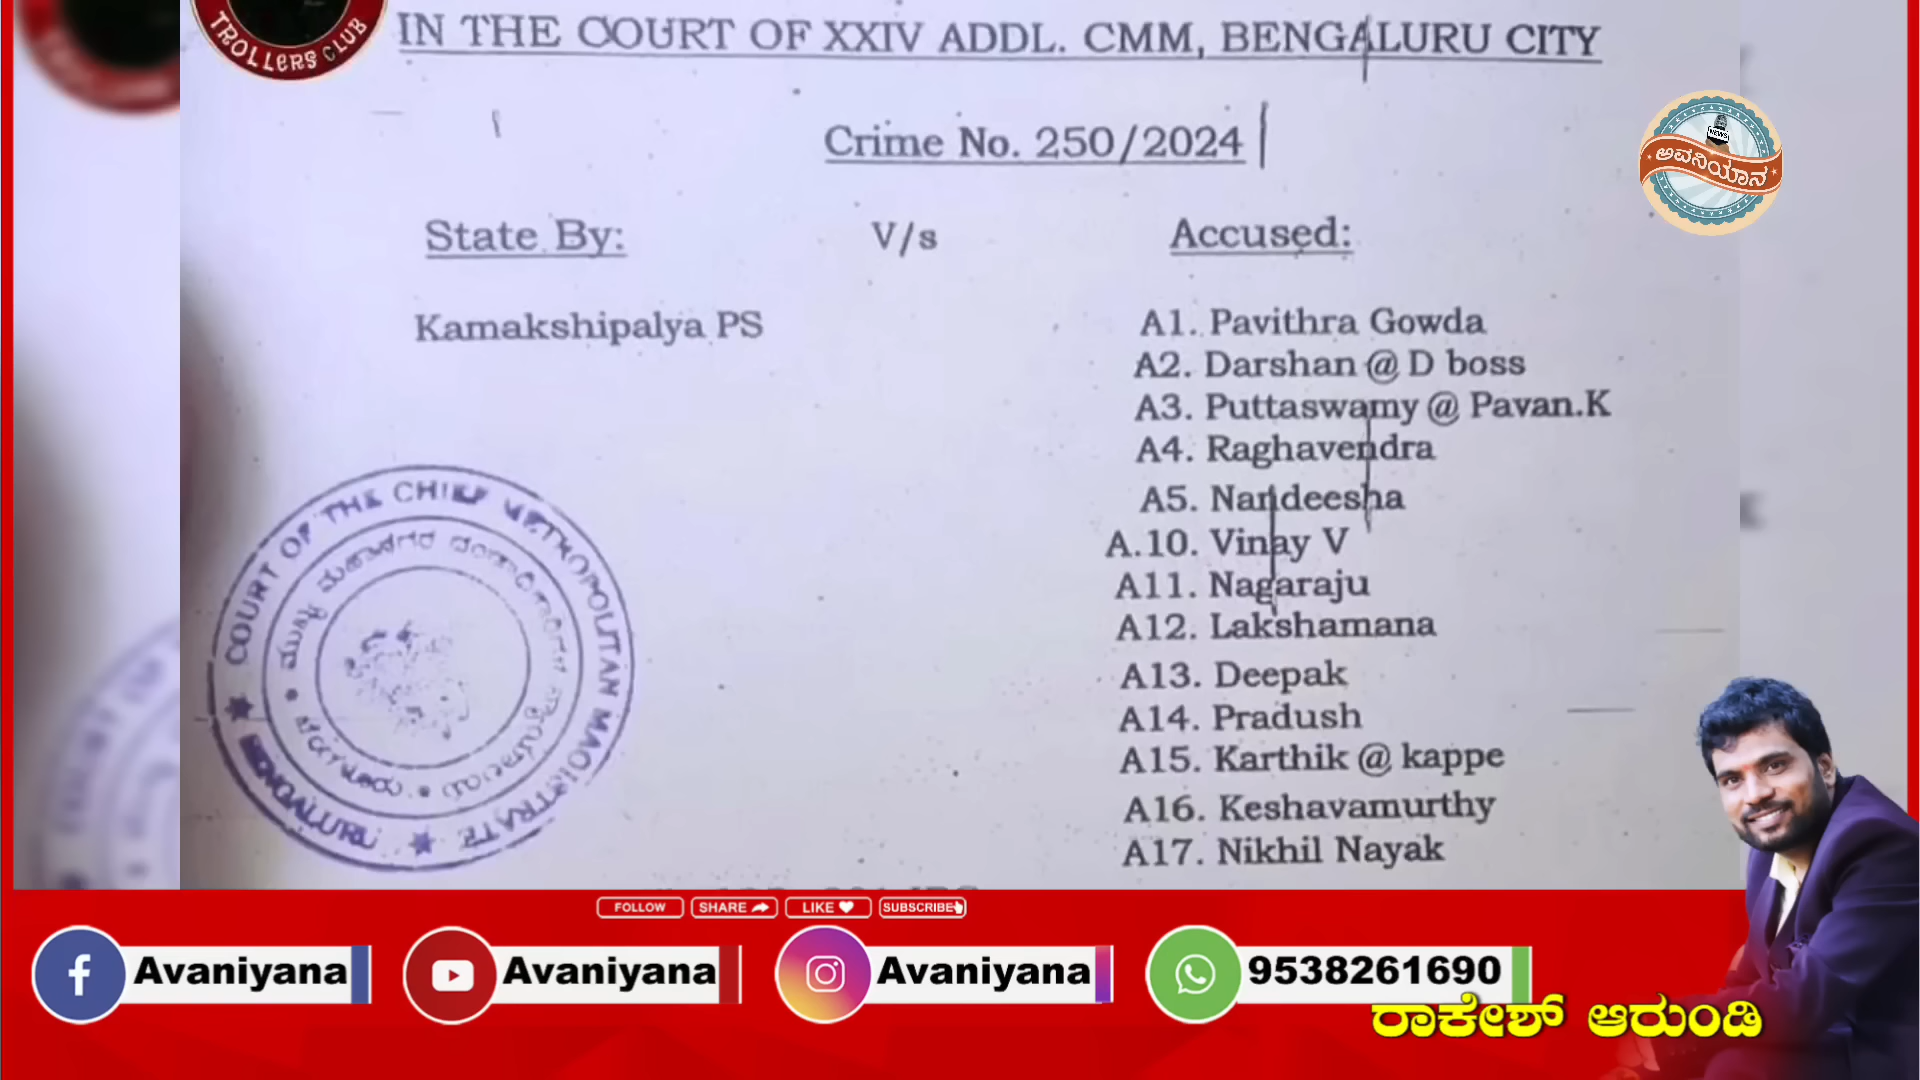 TROLLERS CLUB
IN THE COURT OF XXIV ADDL. CMM, BENGALURU CITY
Crime No. 250/2024
NEWS
ಅವನಿಯಾನ
State By: V/s Accused:
Kamakshipalya PS
A1. Pavithra Gowda
A2. Darshan @ D boss
A3. Puttaswamy @ Pavan.K
A4. Raghavendra
A5. Nandeesha
A.10. Vinay V
A11. Nagaraju
A12. Lakshamana
A13. Deepak
A14. Pradush
A15. Karthik @ kappe
A16. Keshavamurthy
A17. Nikhil Nayak
COURT OF THE CHIEF METROPOLITAN MAGISTRATE
BENGALURU
ಮುಖ್ಯ ಮಹಾನಗರ
FOLLOW SHARE LIKE SUBSCRIBE
Avaniyana Avaniyana Avaniyana 9538261690
ರಾಕೇಶ್ ಆರುಂಡಿ